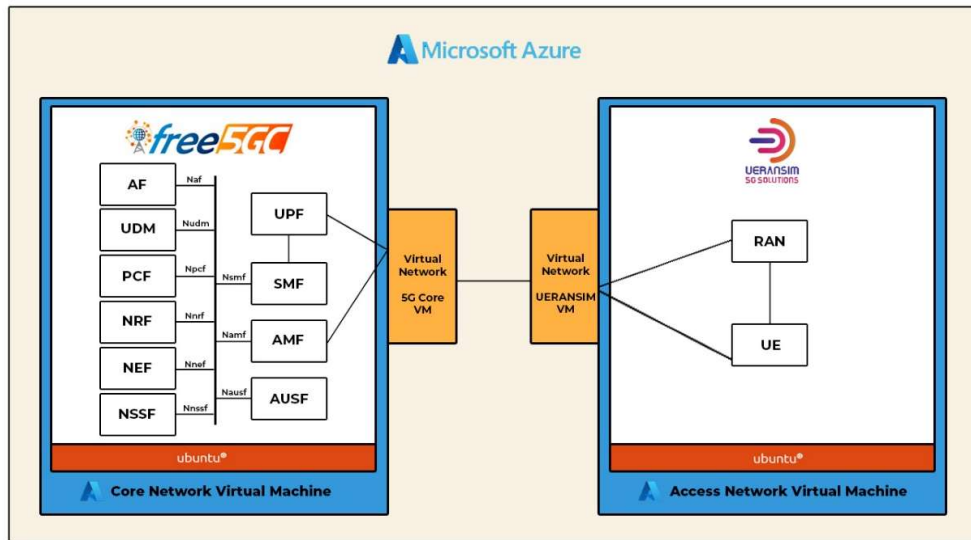 Microsoft Azure
free5GC
AF
Naf
UDM
Nudm
PCF
Npcf
NRF
Nnrf
NEF
Nnef
NSSF
Nnssf
UPF
Nsmf
SMF
Namf
AMF
Nausf
AUSF
ubuntu®
Core Network Virtual Machine
Virtual
Network
5G Core
VM
Virtual
Network
UERANSIM
VM
UERANSIM
5G SOLUTIONS
RAN
UE
ubuntu®
Access Network Virtual Machine